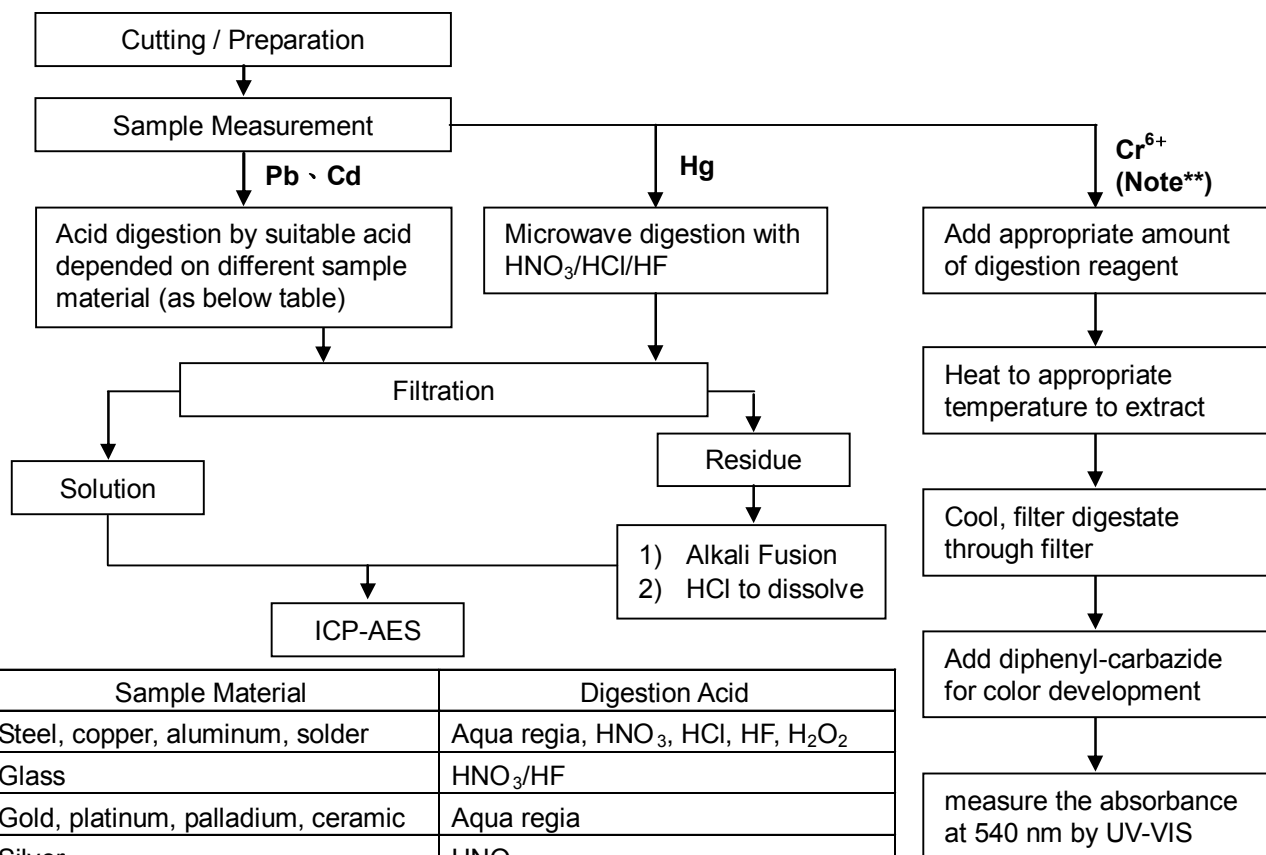 Cutting / Preparation
Sample Measurement
Pb、Cd
Hg
Cr⁶⁺
(Note**)
Acid digestion by suitable acid
depended on different sample
material (as below table)
Microwave digestion with
HNO₃/HCl/HF
Add appropriate amount
of digestion reagent
Filtration
Heat to appropriate
temperature to extract
Solution
Residue
Cool, filter digestate
through filter
1) Alkali Fusion
2) HCl to dissolve
ICP-AES
Add diphenyl-carbazide
for color development
measure the absorbance
at 540 nm by UV-VIS
Sample Material Digestion Acid
Steel, copper, aluminum, solder Aqua regia, HNO₃, HCl, HF, H₂O₂
Glass HNO₃/HF
Gold, platinum, palladium, ceramic Aqua regia